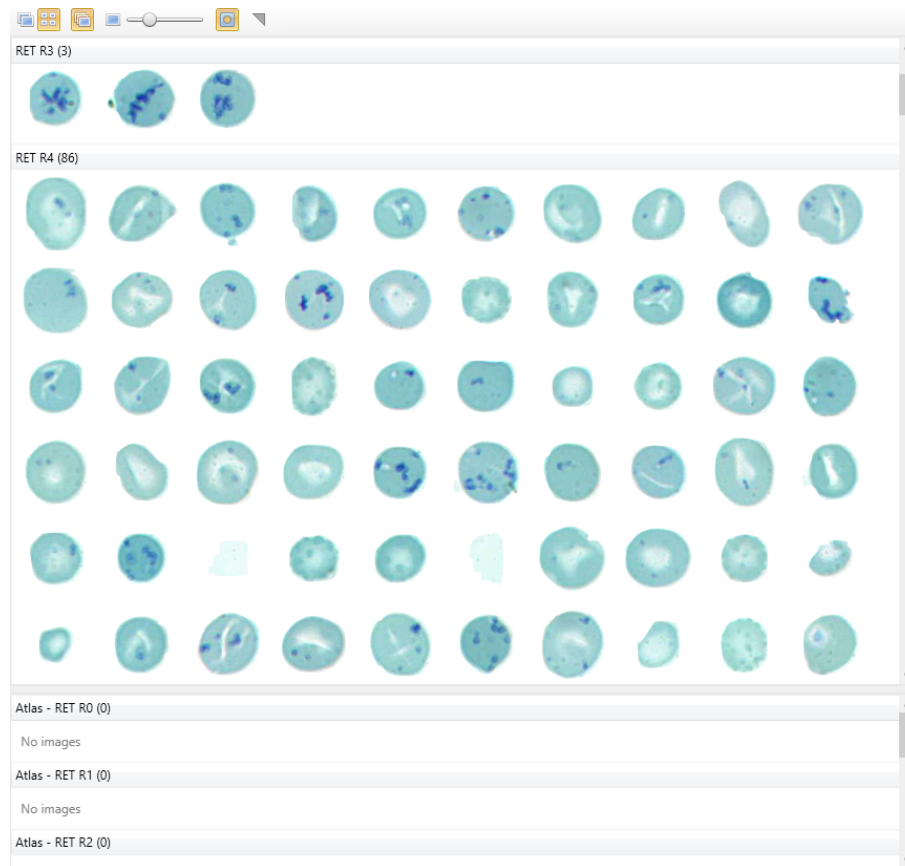 RET R3 (3)
RET R4 (86)
Atlas - RET R0 (0)
No images
Atlas - RET R1 (0)
No images
Atlas - RET R2 (0)